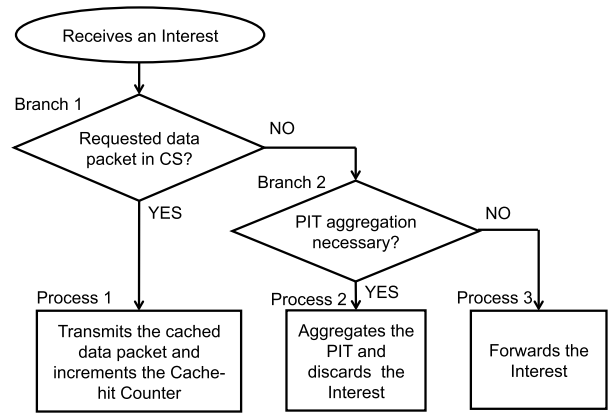 Receives an Interest
Branch 1
Requested data
packet in CS?
NO
YES
Branch 2
PIT aggregation
necessary?
NO
YES
Process 1
Transmits the cached
data packet and
increments the Cache-
hit Counter
Process 2
Aggregates the
PIT and
discards the
Interest
Process 3
Forwards the
Interest